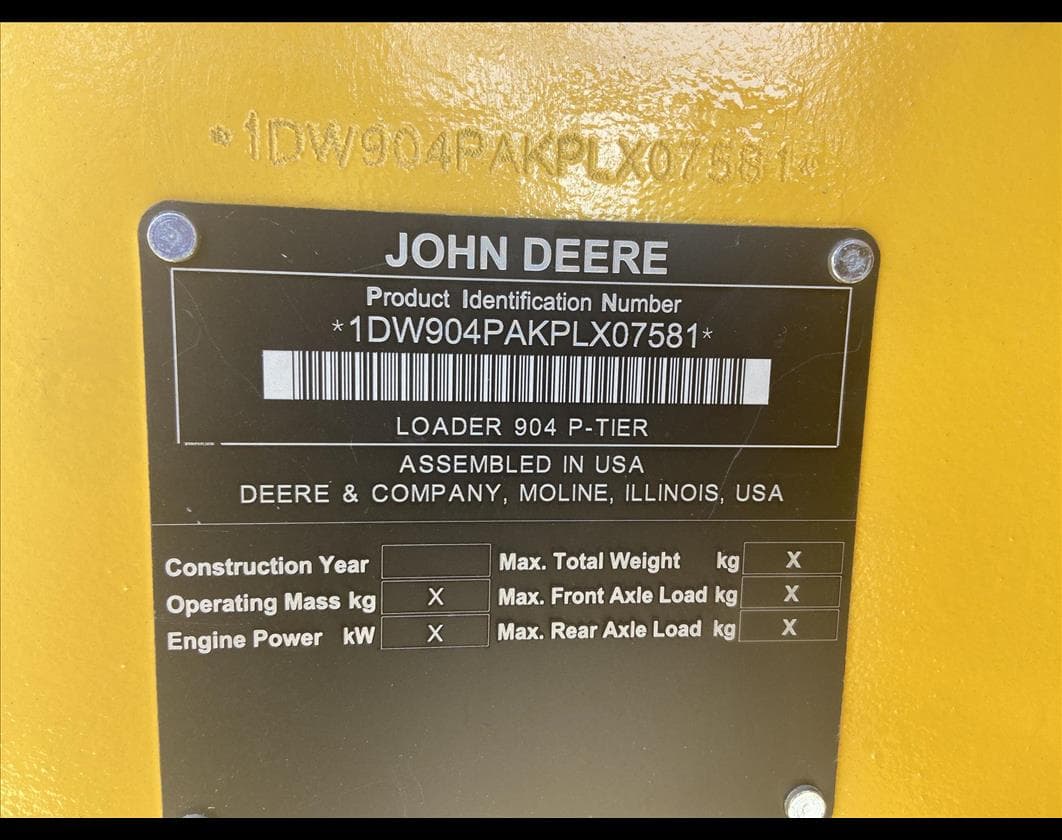 *1DW904PAKPLX07581*
JOHN DEERE
Product Identification Number
*1DW904PAKPLX07581*
LOADER 904 P-TIER
ASSEMBLED IN USA
DEERE & COMPANY, MOLINE, ILLINOIS, USA
Construction Year
Max. Total Weight kg X
Operating Mass kg X
Max. Front Axle Load kg X
Engine Power kW X
Max. Rear Axle Load kg X